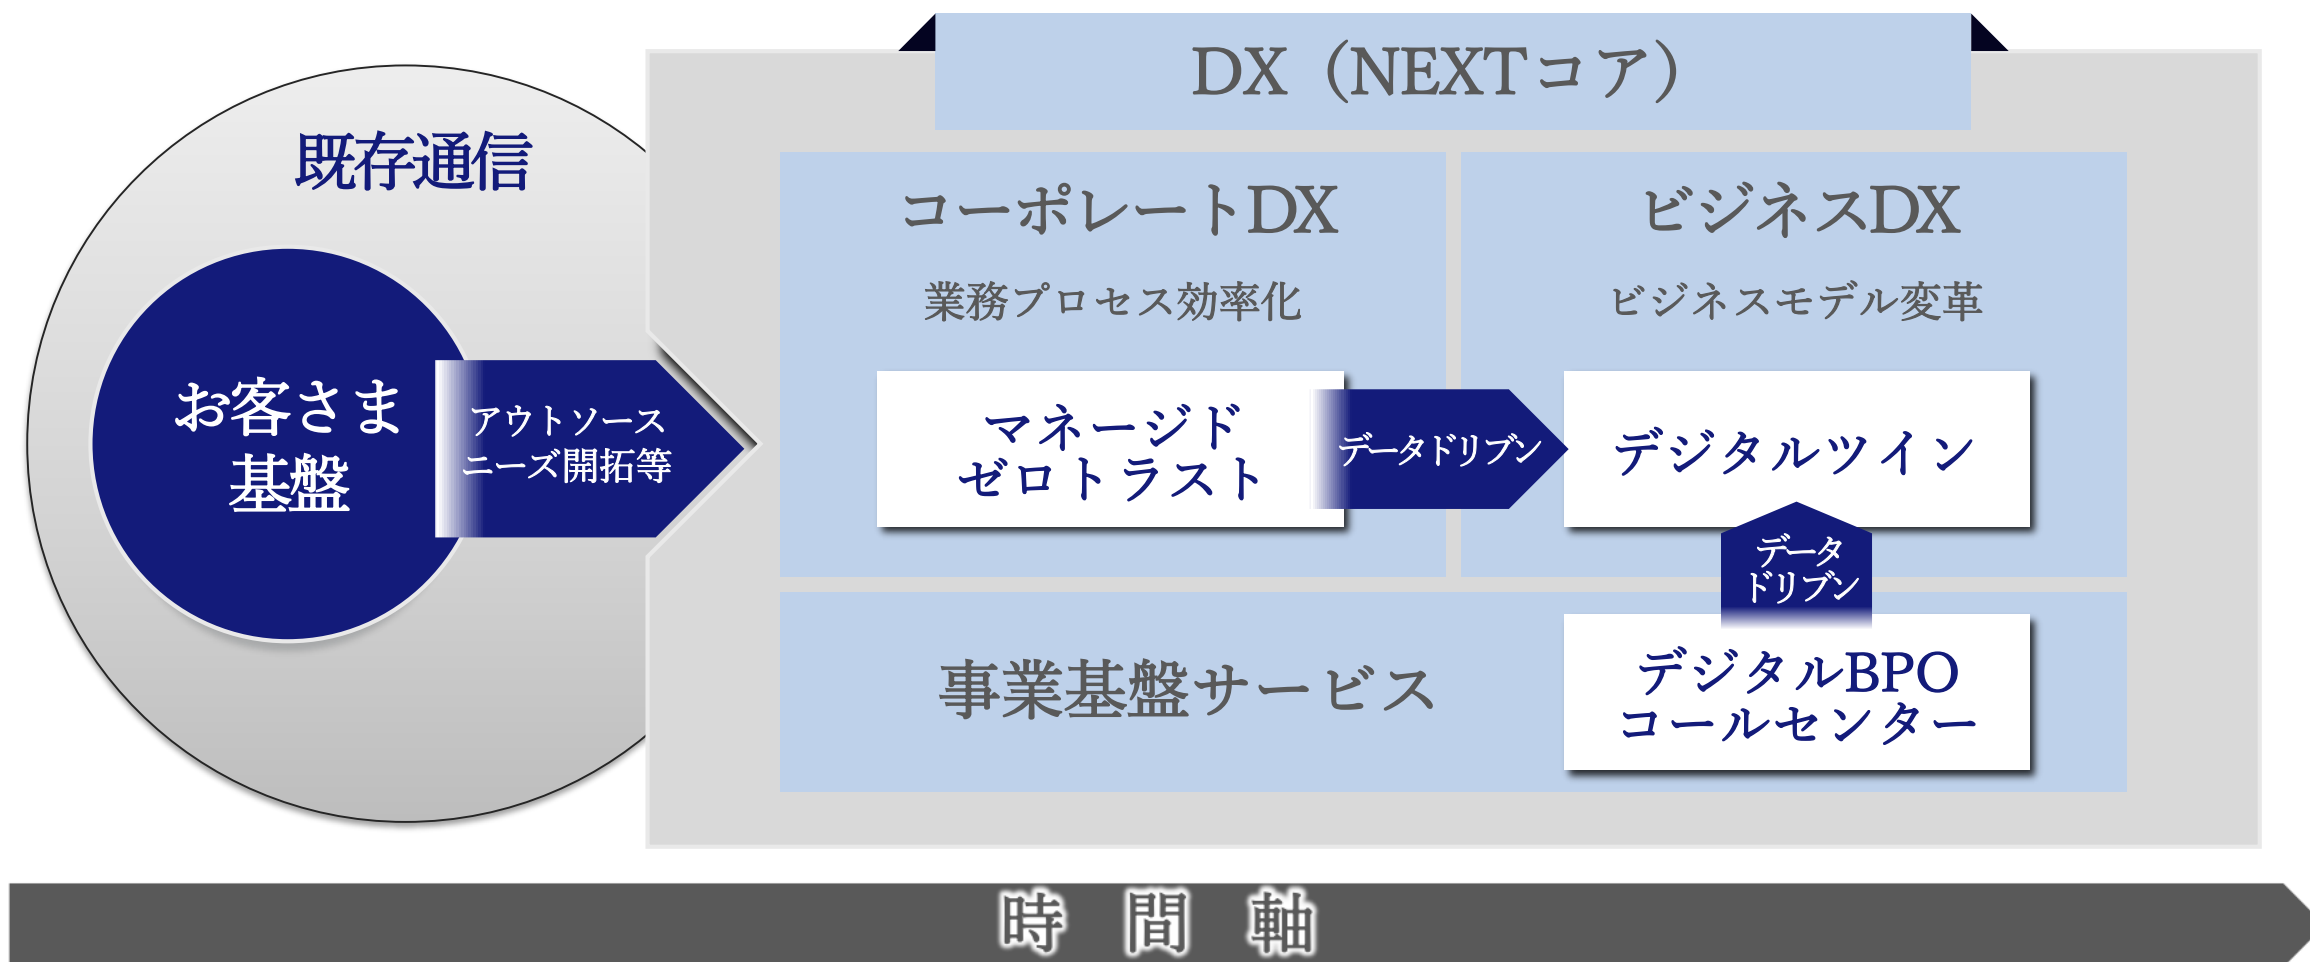 DX（NEXTコア）
既存通信
お客さま
基盤
アウトソース
ニーズ開拓等
コーポレートDX
業務プロセス効率化
マネージド
ゼロトラスト
データドリブン
ビジネスDX
ビジネスモデル変革
デジタルツイン
データ
ドリブン
事業基盤サービス
デジタルBPO
コールセンター
時　間　軸